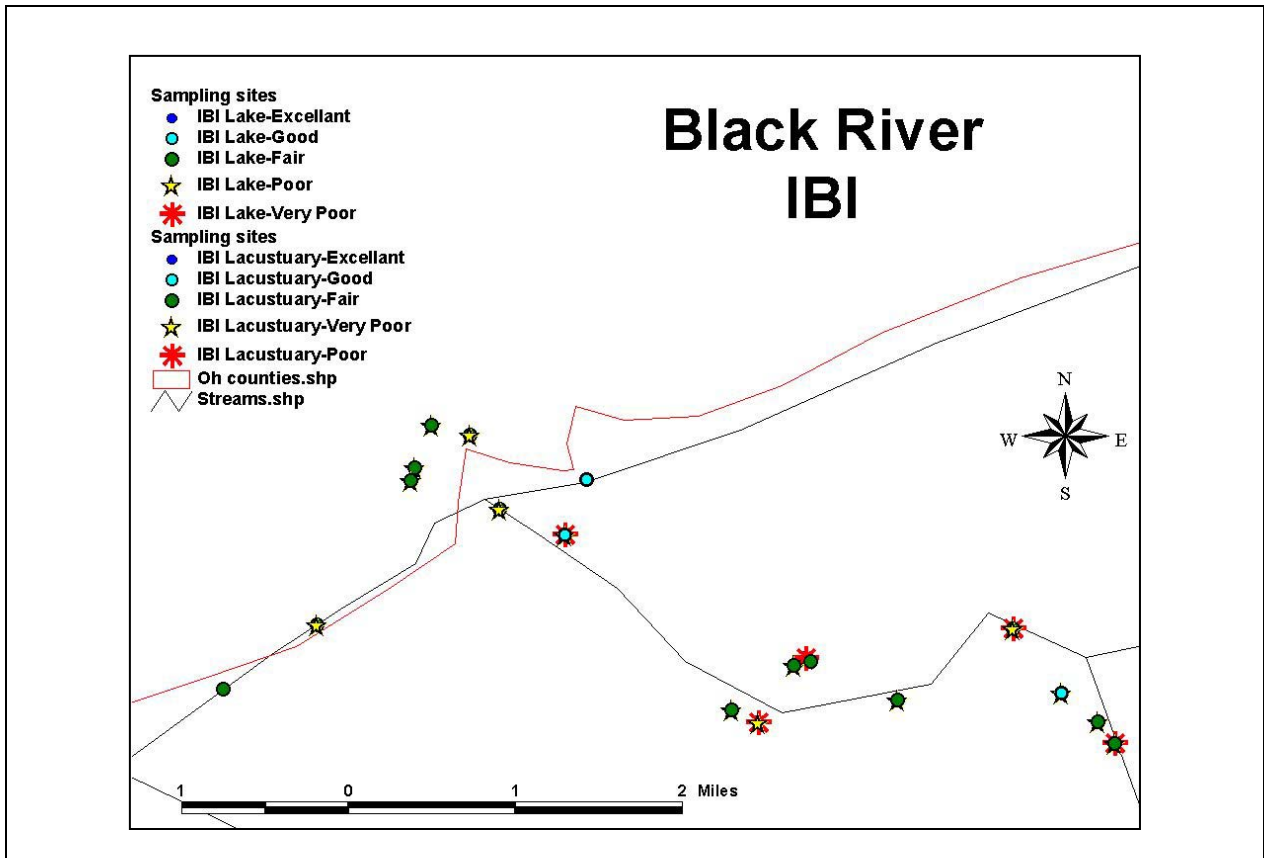 Black River
IBI
Sampling sites
IBI Lake-Excellant
IBI Lake-Good
IBI Lake-Fair
IBI Lake-Poor
IBI Lake-Very Poor
Sampling sites
IBI Lacustuary-Excellant
IBI Lacustuary-Good
IBI Lacustuary-Fair
IBI Lacustuary-Very Poor
IBI Lacustuary-Poor
Oh counties.shp
Streams.shp
N
W E
S
1 0 1 2 Miles